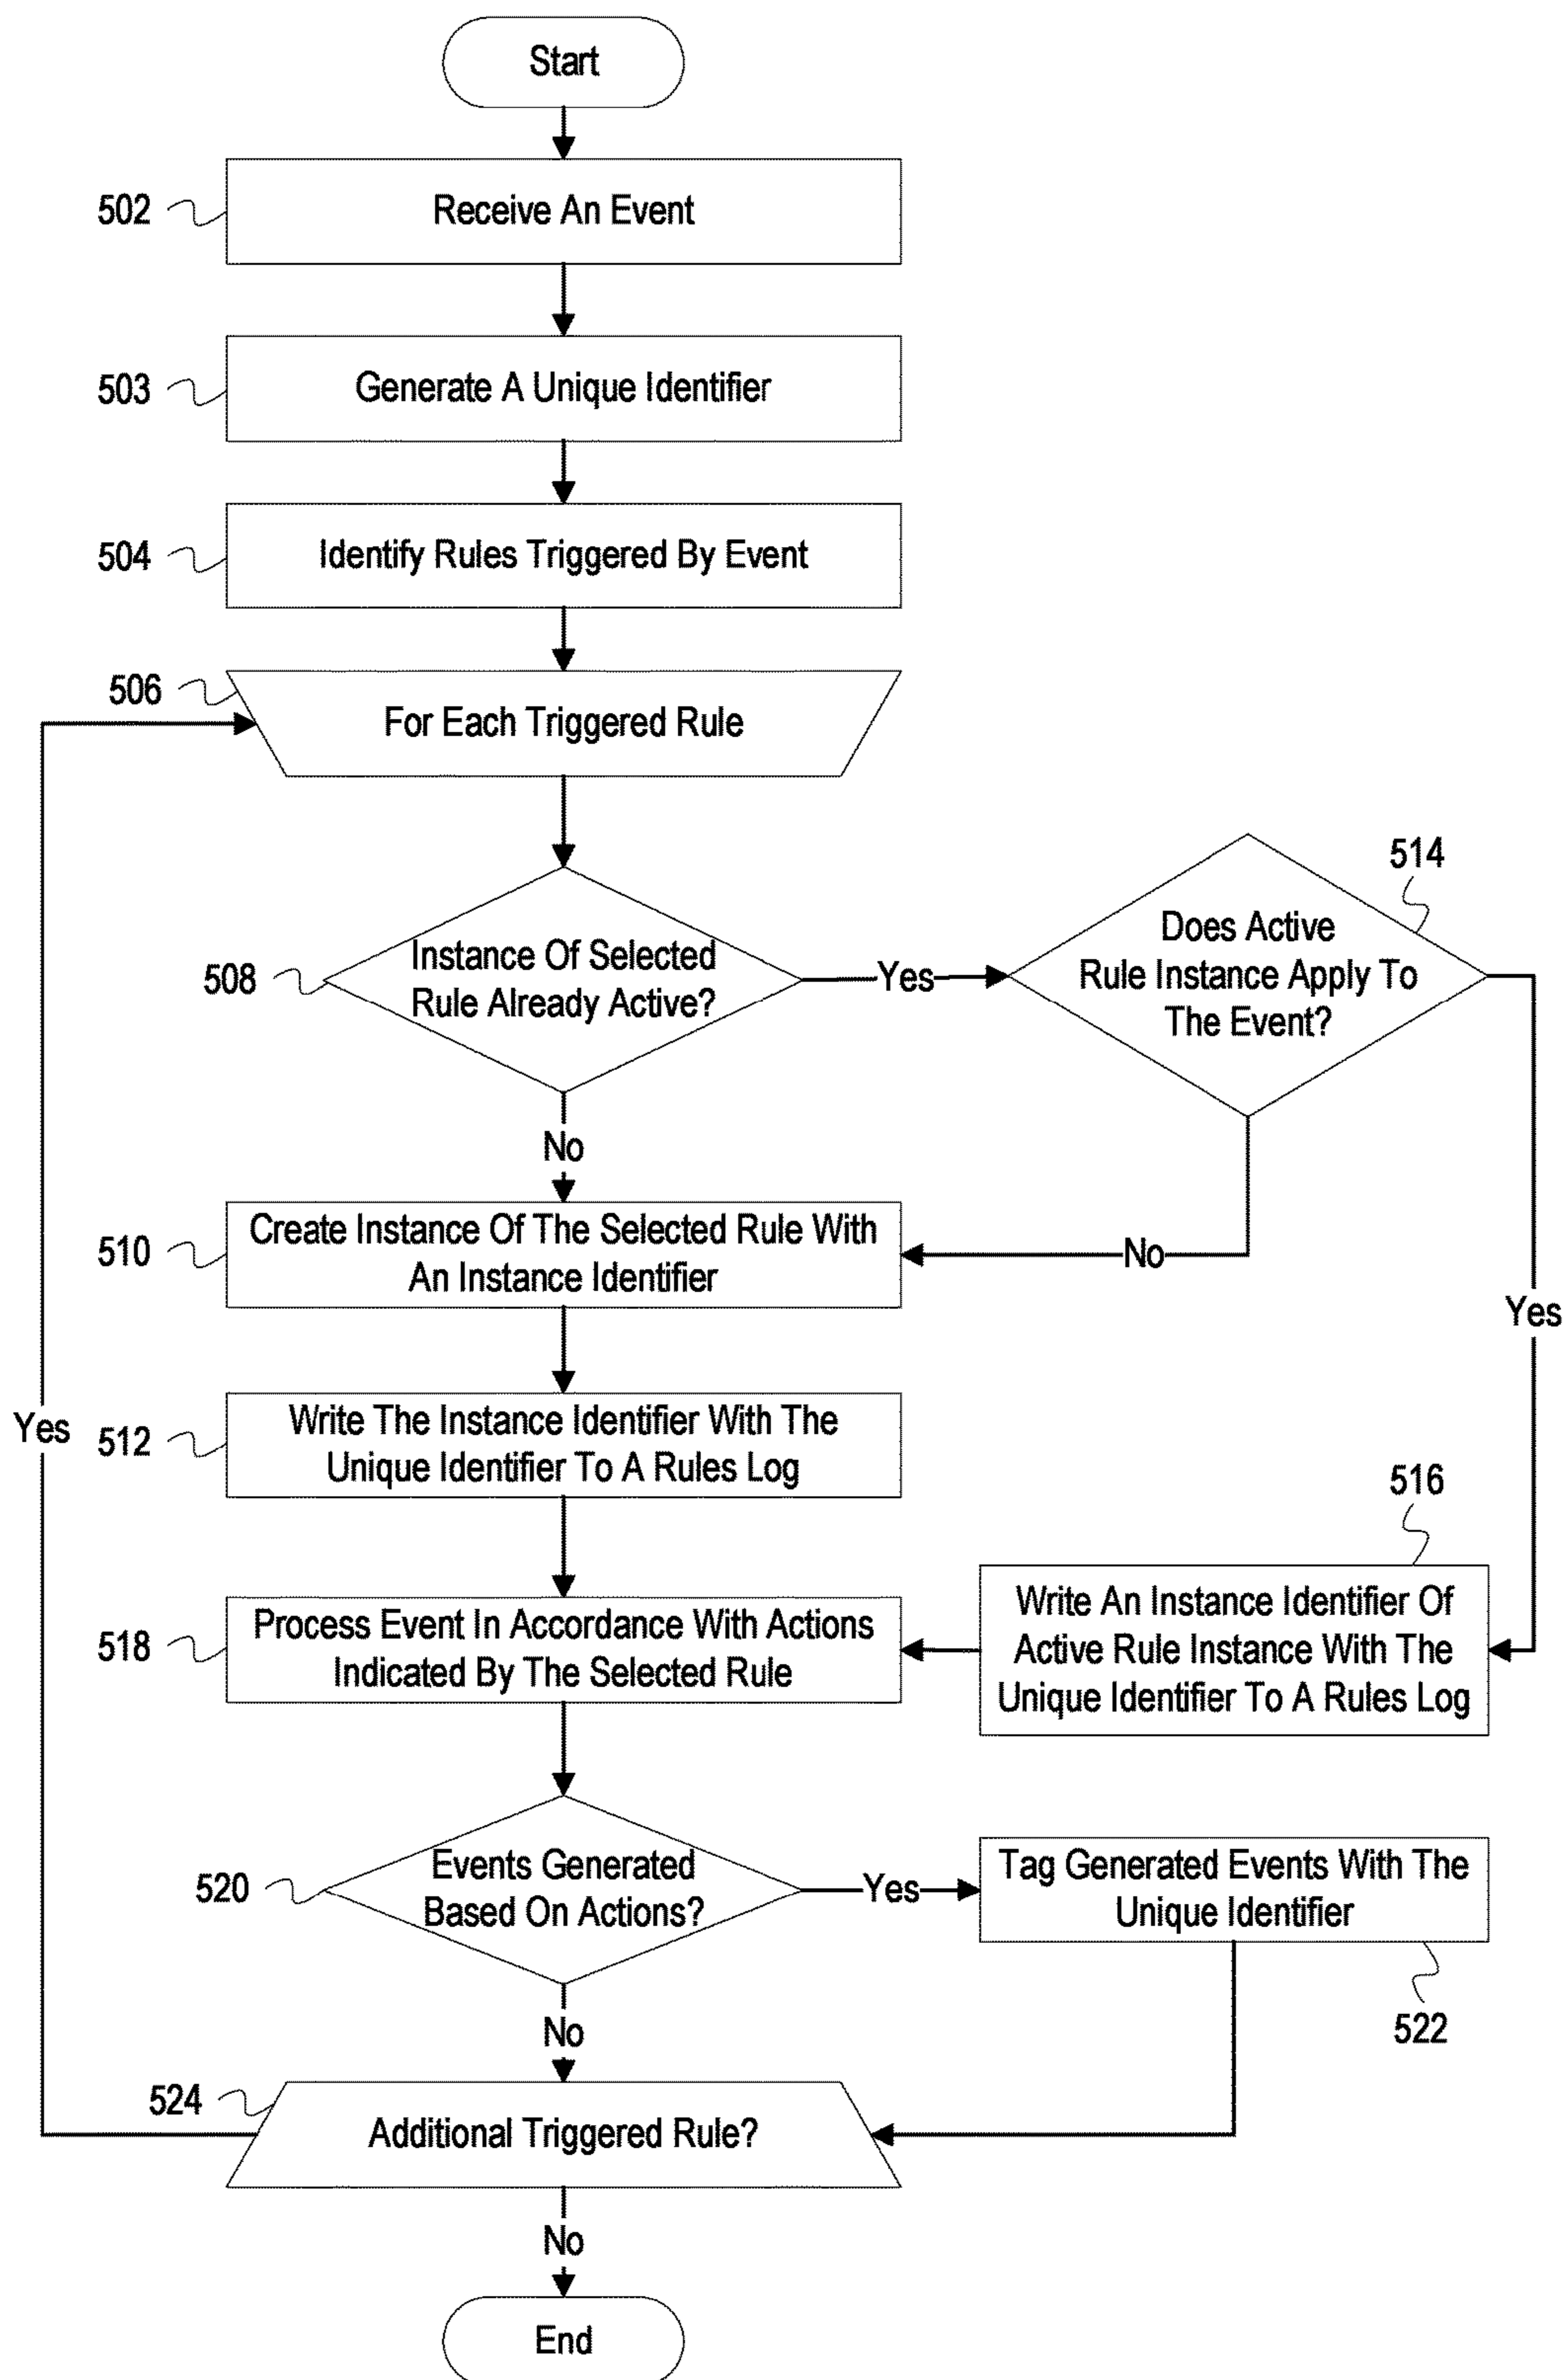 Start
502
Receive An Event
503
Generate A Unique Identifier
504
Identify Rules Triggered By Event
506
For Each Triggered Rule
508
Instance Of Selected
Rule Already Active?
Yes
514
Does Active
Rule Instance Apply To
The Event?
No
510
Create Instance Of The Selected Rule With
An Instance Identifier
No
Yes
Yes
512
Write The Instance Identifier With The
Unique Identifier To A Rules Log
516
Write An Instance Identifier Of
Active Rule Instance With The
Unique Identifier To A Rules Log
518
Process Event In Accordance With Actions
Indicated By The Selected Rule
520
Events Generated
Based On Actions?
Yes
Tag Generated Events With The
Unique Identifier
522
No
524
Additional Triggered Rule?
No
End